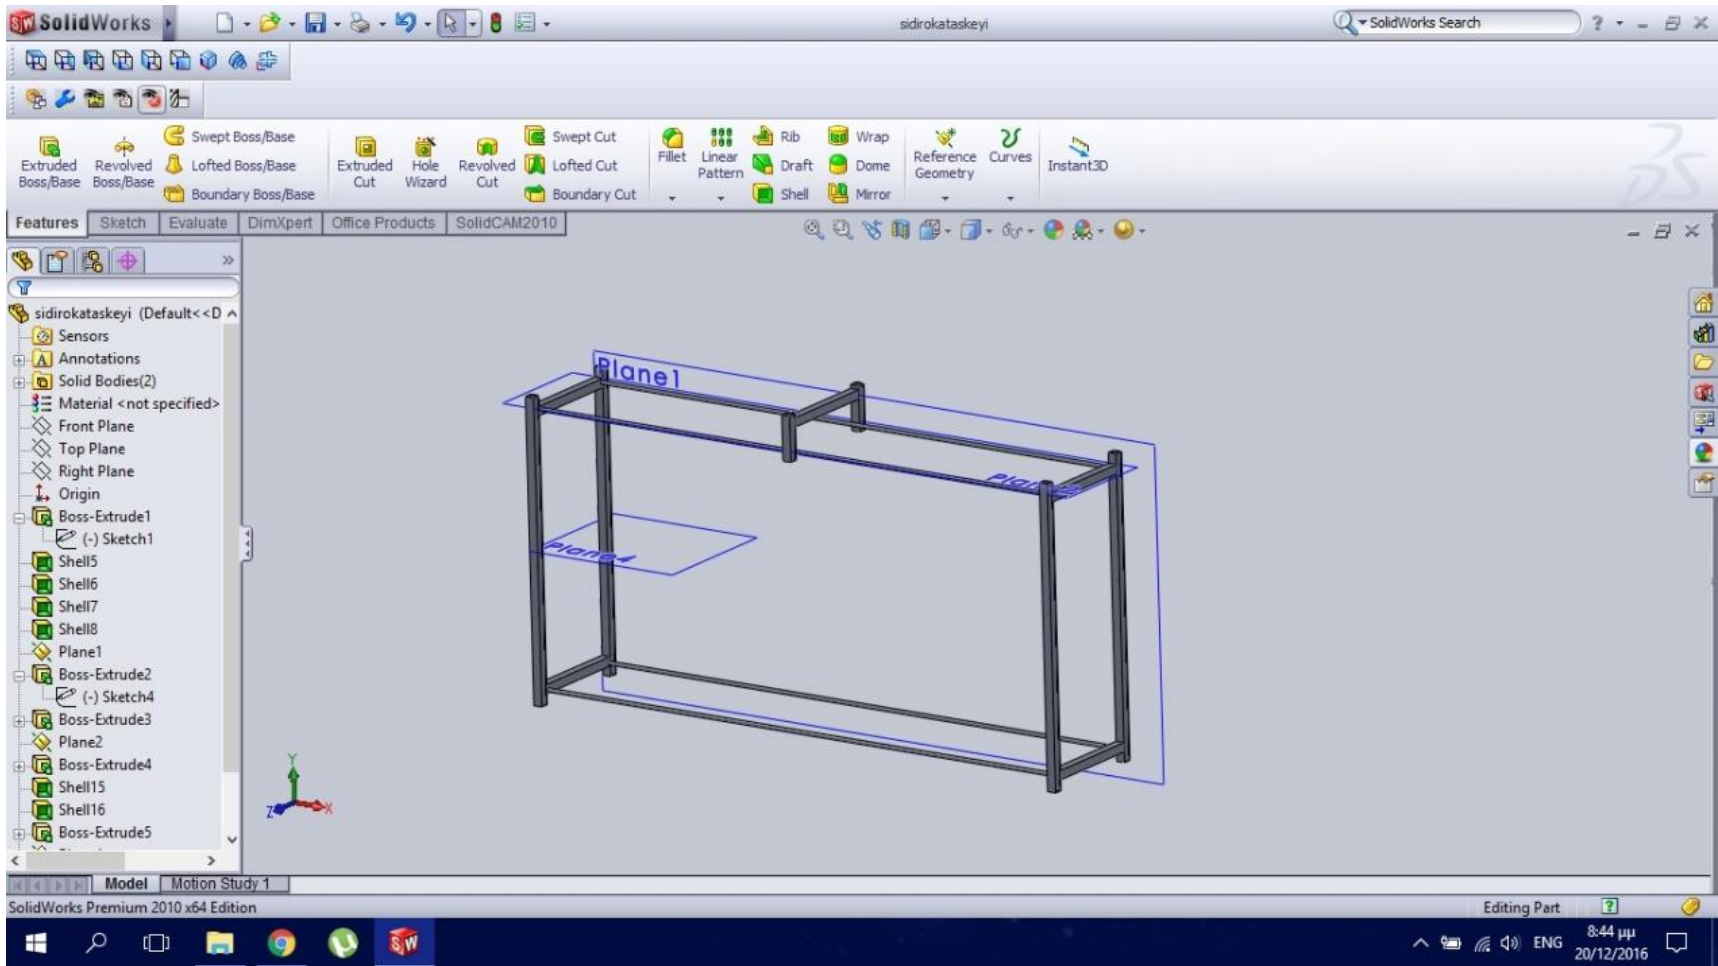 SolidWorks
sidirokataskeyi
SolidWorks Search
Extruded Boss/Base
Revolved Boss/Base
Swept Boss/Base
Lofted Boss/Base
Boundary Boss/Base
Extruded Cut
Hole Wizard
Revolved Cut
Swept Cut
Lofted Cut
Boundary Cut
Fillet
Linear Pattern
Rib
Draft
Shell
Wrap
Dome
Mirror
Reference Geometry
Curves
Instant3D
Features Sketch Evaluate DimXpert Office Products SolidCAM2010
sidirokataskeyi (Default<<D
Sensors
Annotations
Solid Bodies(2)
Material <not specified>
Front Plane
Top Plane
Right Plane
Origin
Boss-Extrude1
(-) Sketch1
Shell5
Shell6
Shell7
Shell8
Plane1
Boss-Extrude2
(-) Sketch4
Boss-Extrude3
Plane2
Boss-Extrude4
Shell15
Shell16
Boss-Extrude5
Plane1
Plane2
Plane4
Y
Z
X
Model Motion Study 1
SolidWorks Premium 2010 x64 Edition
Editing Part
ENG
8:44 μμ
20/12/2016